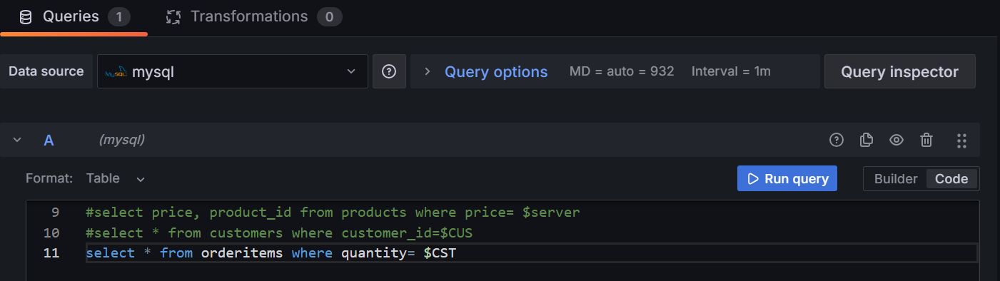 Queries 1 Transformations 0
Data source MySQL mysql Query options MD = auto = 932 Interval = 1m Query inspector
A (mysql)
Format: Table Run query Builder Code
9 #select price, product_id from products where price= $server
10 #select * from customers where customer_id=$CUS
11 select * from orderitems where quantity= $CST